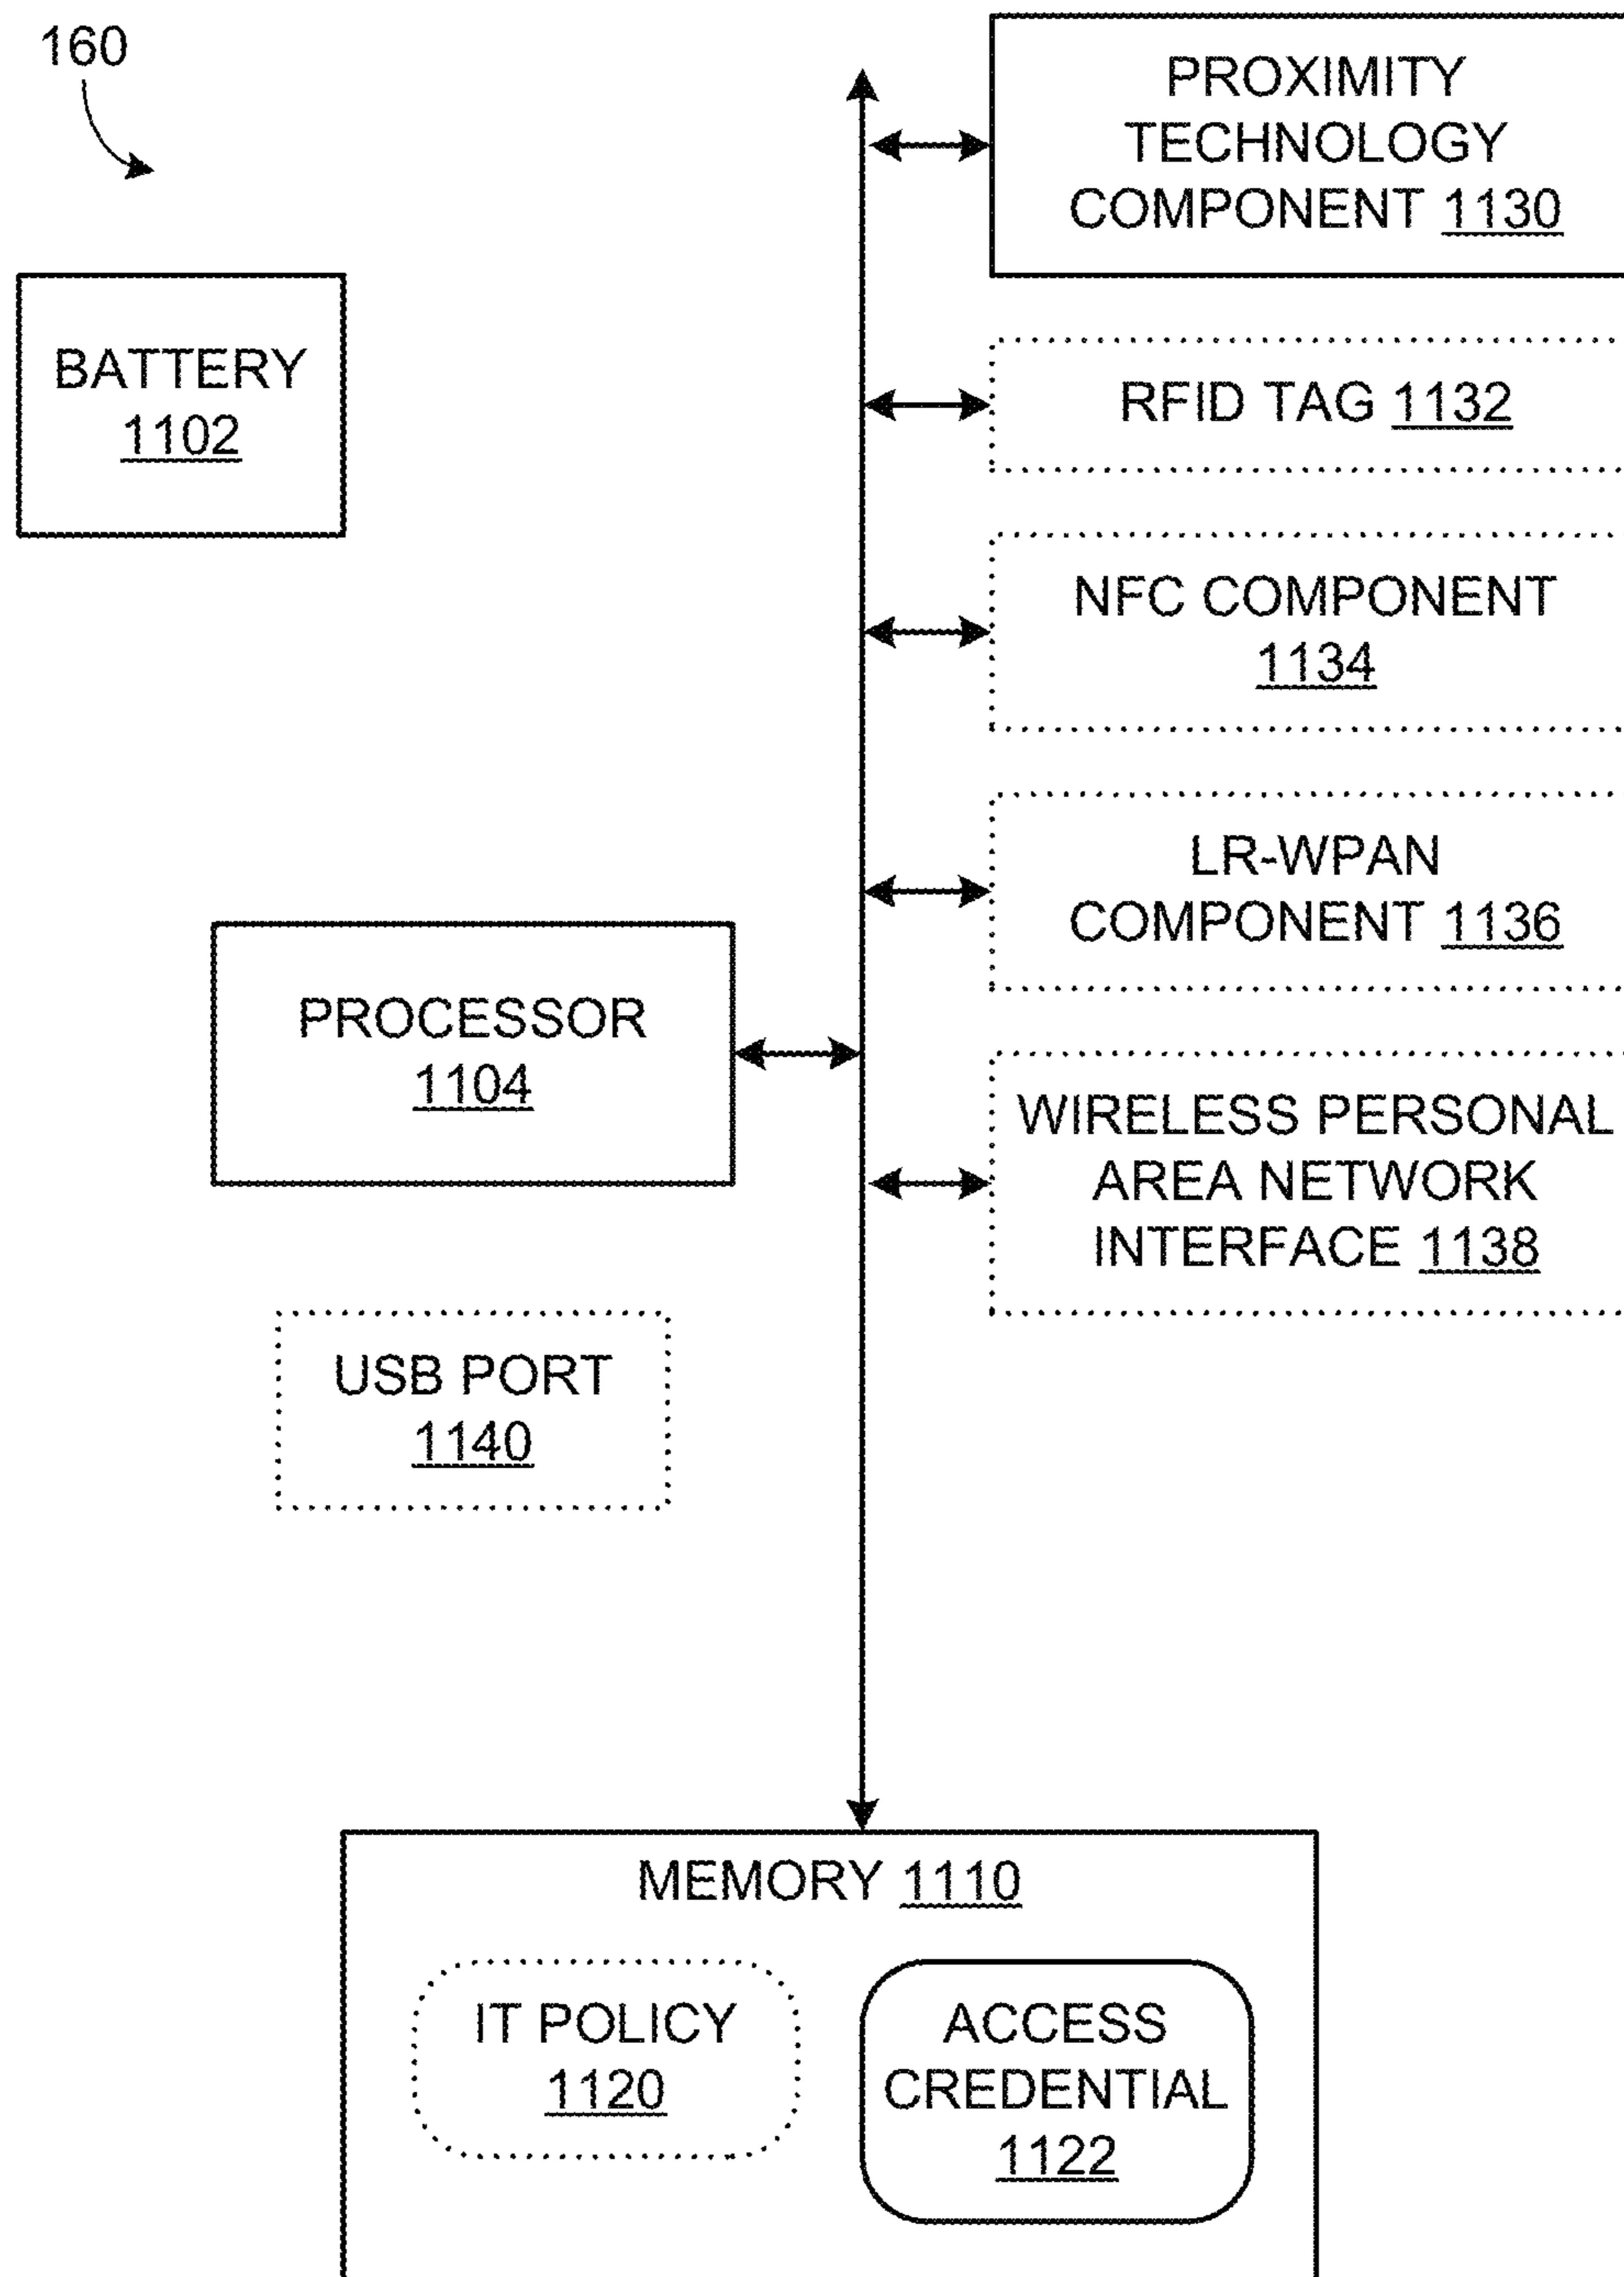 160
PROXIMITY
TECHNOLOGY
COMPONENT 1130
BATTERY
1102
RFID TAG 1132
NFC COMPONENT
1134
LR-WPAN
COMPONENT 1136
PROCESSOR
1104
WIRELESS PERSONAL
AREA NETWORK
INTERFACE 1138
USB PORT
1140
MEMORY 1110
IT POLICY
1120
ACCESS
CREDENTIAL
1122